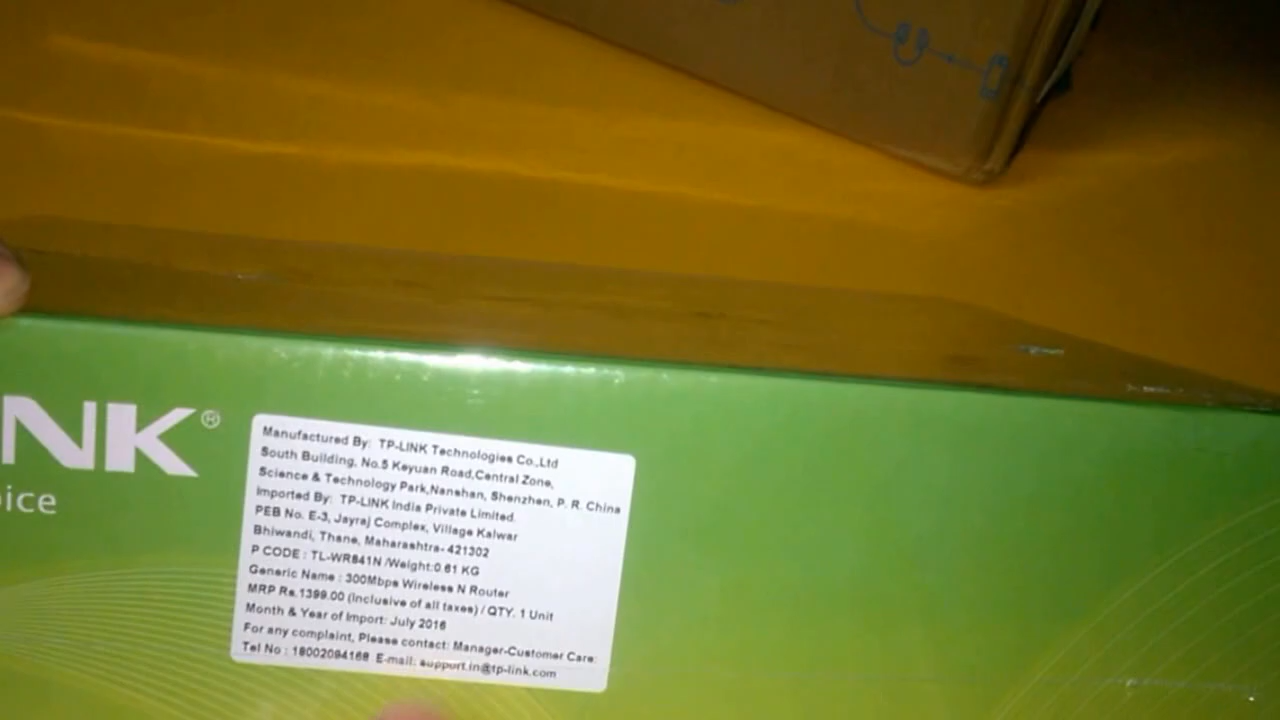 NK®
oice
Manufactured By: TP-LINK Technologies Co.,Ltd
South Building, No.5 Keyuan Road,Central Zone,
Science & Technology Park,Nanshan, Shenzhen, P. R. China
Imported By: TP-LINK India Private Limited.
PEB No. E-3, Jayraj Complex, Village Kalwar
Bhiwandi, Thane, Maharashtra- 421302
P CODE : TL-WR841N /Weight:0.61 KG
Generic Name : 300Mbps Wireless N Router
MRP Rs.1399.00 (Inclusive of all taxes) / QTY. 1 Unit
Month & Year of Import: July 2016
For any complaint, Please contact: Manager-Customer Care:
Tel No : 18002094168 E-mail: support.in@tp-link.com